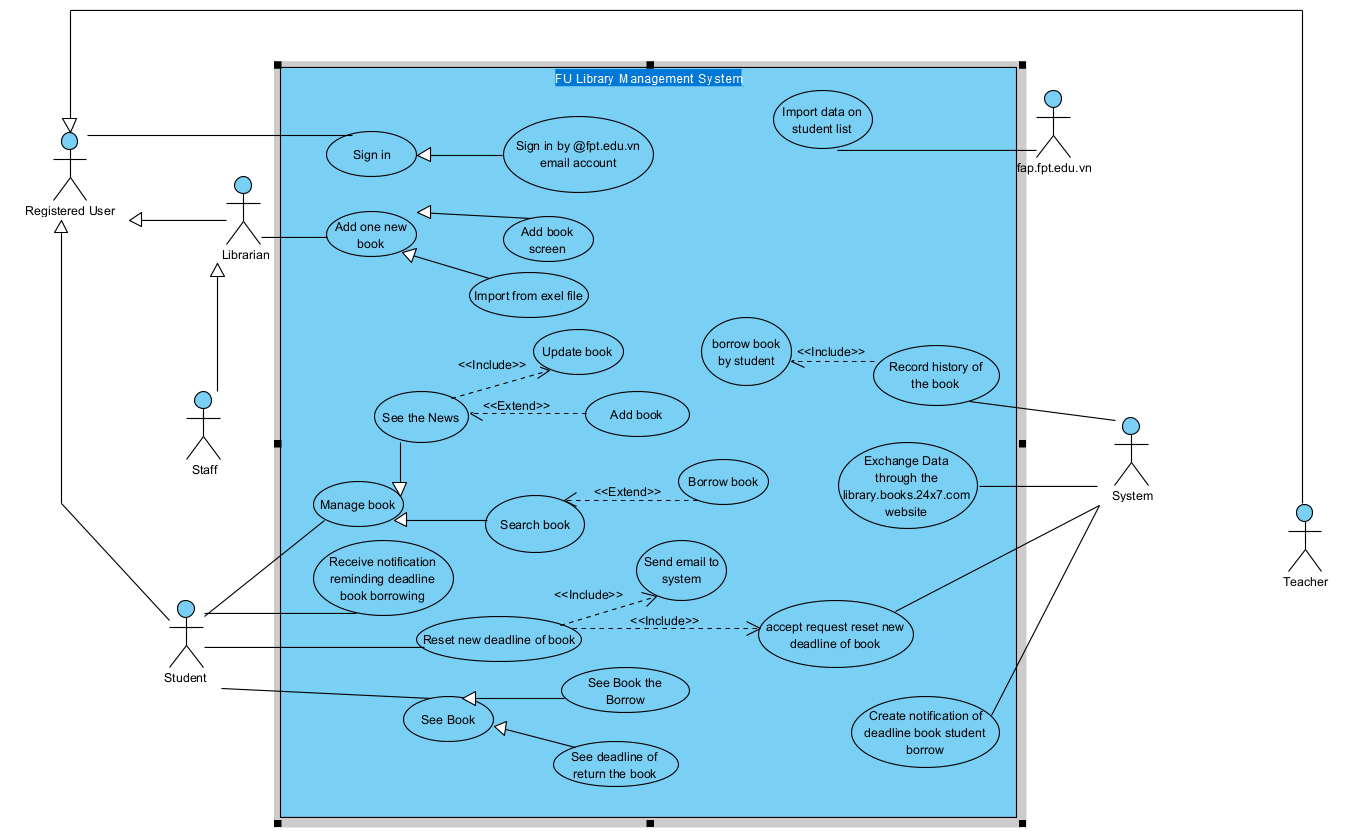 FU Library Management System
Import data on
student list
fap.fpt.edu.vn
Sign in
Sign in by @fpt.edu.vn
email account
Registered User
Librarian
Add one new
book
Add book
screen
Import from exel file
Update book
<<Include>>
See the News
<<Extend>>
Add book
borrow book
by student
<<Include>>
Record history of
the book
Staff
Manage book
Search book
<<Extend>>
Borrow book
Exchange Data
through the
library.books.24x7.com
website
System
Receive notification
reminding deadline
book borrowing
Send email to
system
<<Include>>
<<Include>>
Reset new deadline of book
accept request reset new
deadline of book
Teacher
Student
See Book the
Borrow
See Book
See deadline of
return the book
Create notification of
deadline book student
borrow